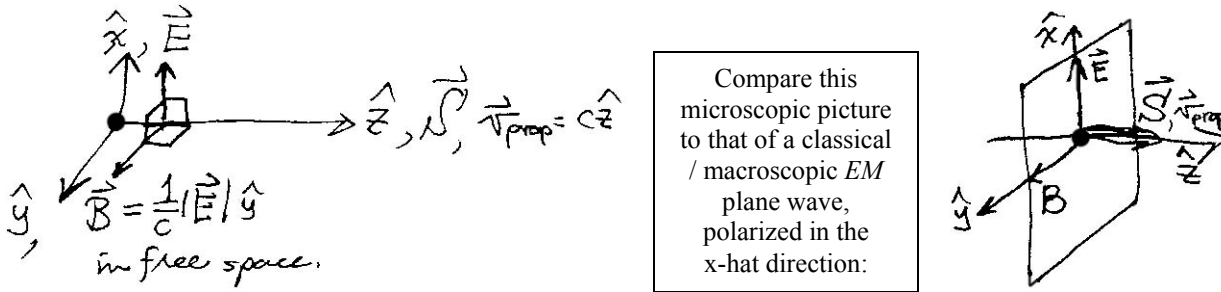 x̂, E⃗
ẑ, S⃗, v⃗prop = cẑ
ŷ, B⃗ = 1/c |E⃗| ŷ
in free space.
Compare this
microscopic picture
to that of a classical
/ macroscopic EM
plane wave,
polarized in the
x-hat direction:
x̂
E⃗
S⃗, v⃗prop
ẑ
B
ŷ